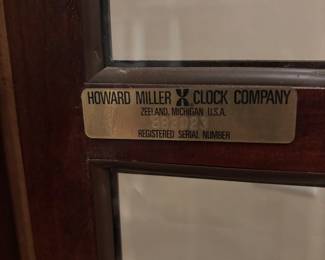 HOWARD MILLER CLOCK COMPANY
ZEELAND, MICHIGAN U.S.A.
REGISTERED SERIAL NUMBER